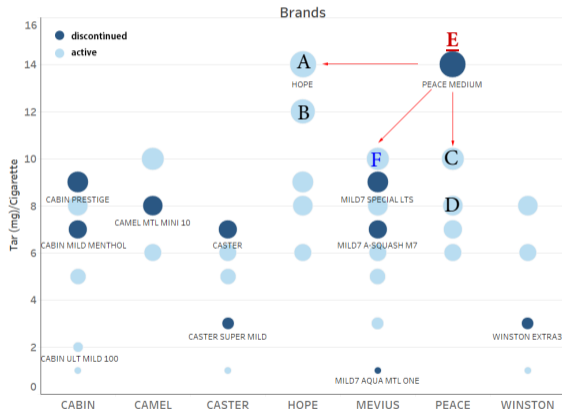 Brands
16
discontinued
active
E
14
A
HOPE
PEACE MEDIUM
12
B
10
F
C
CABIN PRESTIGE
MILD7 SPECIAL LTS
8
D
CAMEL MTL MINI 10
CABIN MILD MENTHOL
CASTER
MILD7 A-SQUASH M7
6
4
CASTER SUPER MILD
WINSTON EXTRA3
2
CABIN ULT MILD 100
MILD7 AQUA MTL ONE
0
Tar (mg)/Cigarette
CABIN CAMEL CASTER HOPE MEVIUS PEACE WINSTON